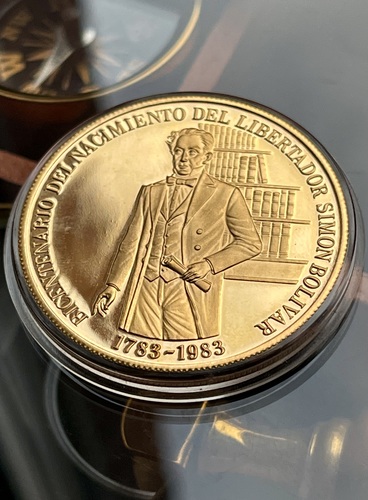 BICENTENARIO DEL NACIMIENTO DEL LIBERTADOR SIMON BOLIVAR
1783~1983